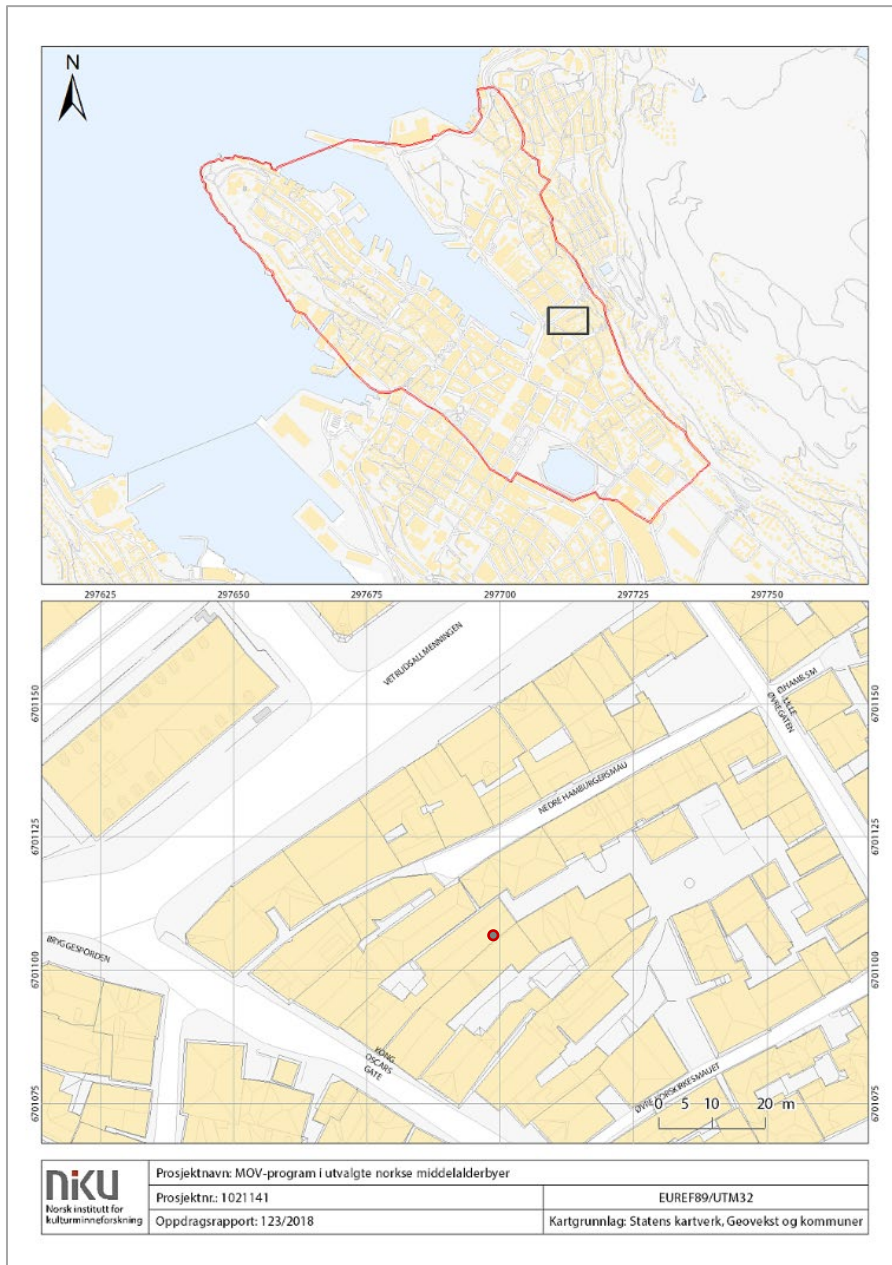 N
297625 297650 297675 297700 297725 297750
VETRLIDSALLMENNINGEN
Ø.HAMB.SM
LILLE
ØVREGATEN
6701150
6701150
NEDRE HAMBURGERSMAU
6701125
6701125
BRYGGESPORDEN
6701100
6701100
KONG
OSCARS
GATE
ØVRE KORSKIRKESMAUET
0 5 10 20 m
6701075
6701075
niku
Norsk institutt for
kulturminneforskning
Prosjektnavn: MOV-program i utvalgte norske middelalderbyer
Prosjektnr.: 1021141
EUREF89/UTM32
Oppdragsrapport: 123/2018
Kartgrunnlag: Statens kartverk, Geovekst og kommuner